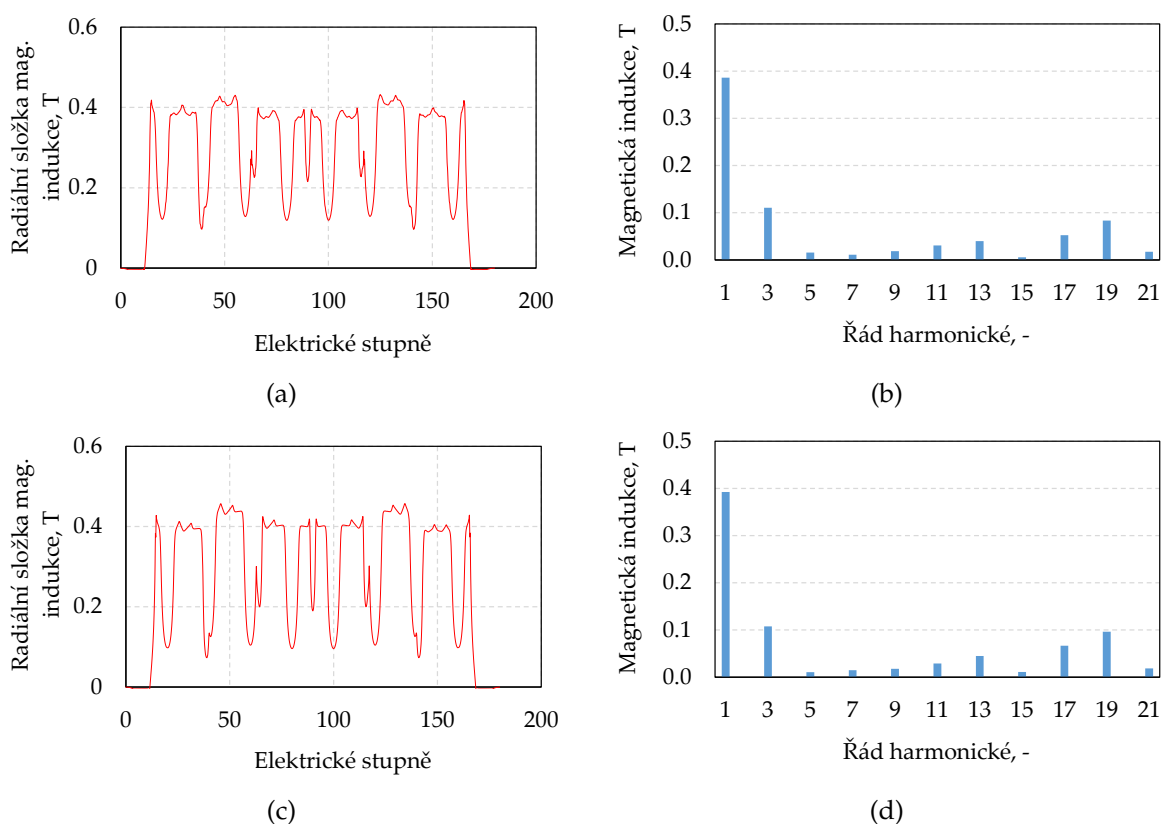 Radiální složka mag.
indukce, T
0.6
0.4
0.2
0
0 50 100 150 200
Elektrické stupně
(a)
Magnetická indukce, T
0.5
0.4
0.3
0.2
0.1
0.0
1 3 5 7 9 11 13 15 17 19 21
Řád harmonické, -
(b)
Radiální složka mag.
indukce, T
0.6
0.4
0.2
0
0 50 100 150 200
Elektrické stupně
(c)
Magnetická indukce, T
0.5
0.4
0.3
0.2
0.1
0.0
1 3 5 7 9 11 13 15 17 19 21
Řád harmonické, -
(d)